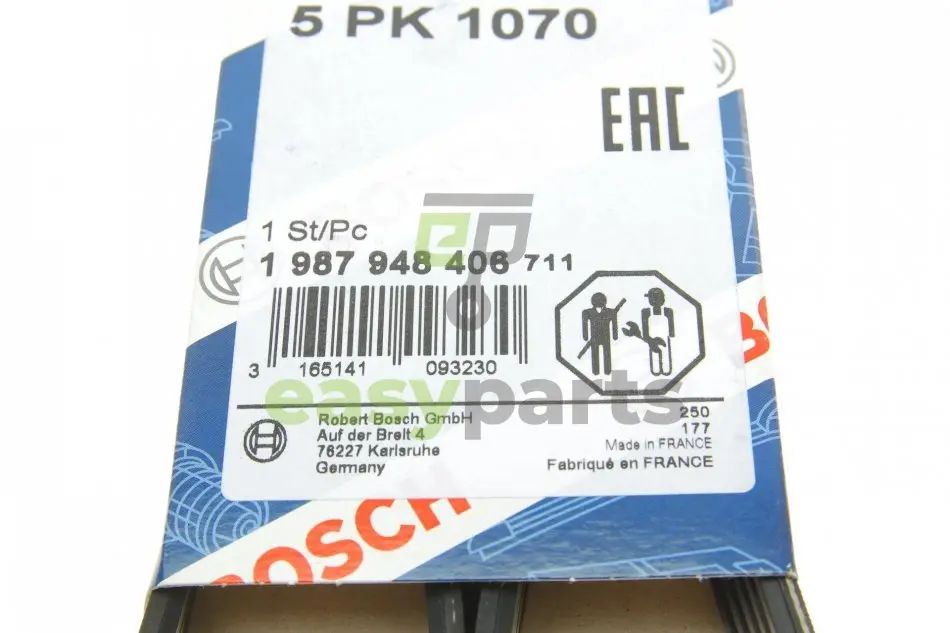 5 PK 1070
EAC
1 St/Pc
1 987 948 406 711
3 165141 093230
easyparts
Robert Bosch GmbH
Auf der Breit 4
76227 Karlsruhe
Germany
250
177
Made in FRANCE
Fabriqué en FRANCE
BOSCH